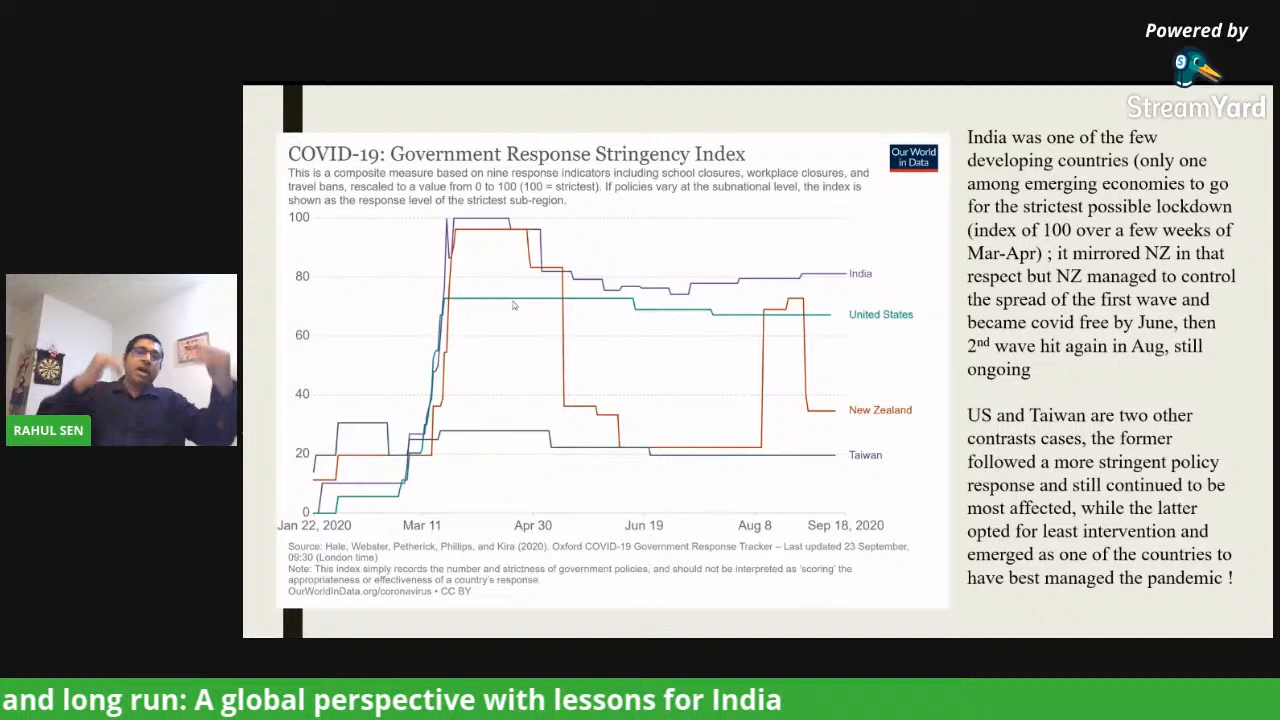 Powered by
StreamYard
COVID-19: Government Response Stringency Index
Our World
in Data
This is a composite measure based on nine response indicators including school closures, workplace closures, and
travel bans, rescaled to a value from 0 to 100 (100 = strictest). If policies vary at the subnational level, the index is
shown as the response level of the strictest sub-region.
100
80
60
40
20
0
India
United States
New Zealand
Taiwan
Jan 22, 2020
Mar 11
Apr 30
Jun 19
Aug 8
Sep 18, 2020
Source: Hale, Webster, Petherick, Phillips, and Kira (2020). Oxford COVID-19 Government Response Tracker – Last updated 23 September,
09:30 (London time)
Note: This index simply records the number and strictness of government policies, and should not be interpreted as 'scoring' the
appropriateness or effectiveness of a country's response.
OurWorldInData.org/coronavirus • CC BY
India was one of the few
developing countries (only one
among emerging economies to go
for the strictest possible lockdown
(index of 100 over a few weeks of
Mar-Apr) ; it mirrored NZ in that
respect but NZ managed to control
the spread of the first wave and
became covid free by June, then
2nd wave hit again in Aug, still
ongoing
US and Taiwan are two other
contrasts cases, the former
followed a more stringent policy
response and still continued to be
most affected, while the latter
opted for least intervention and
emerged as one of the countries to
have best managed the pandemic !
RAHUL SEN
and long run: A global perspective with lessons for India